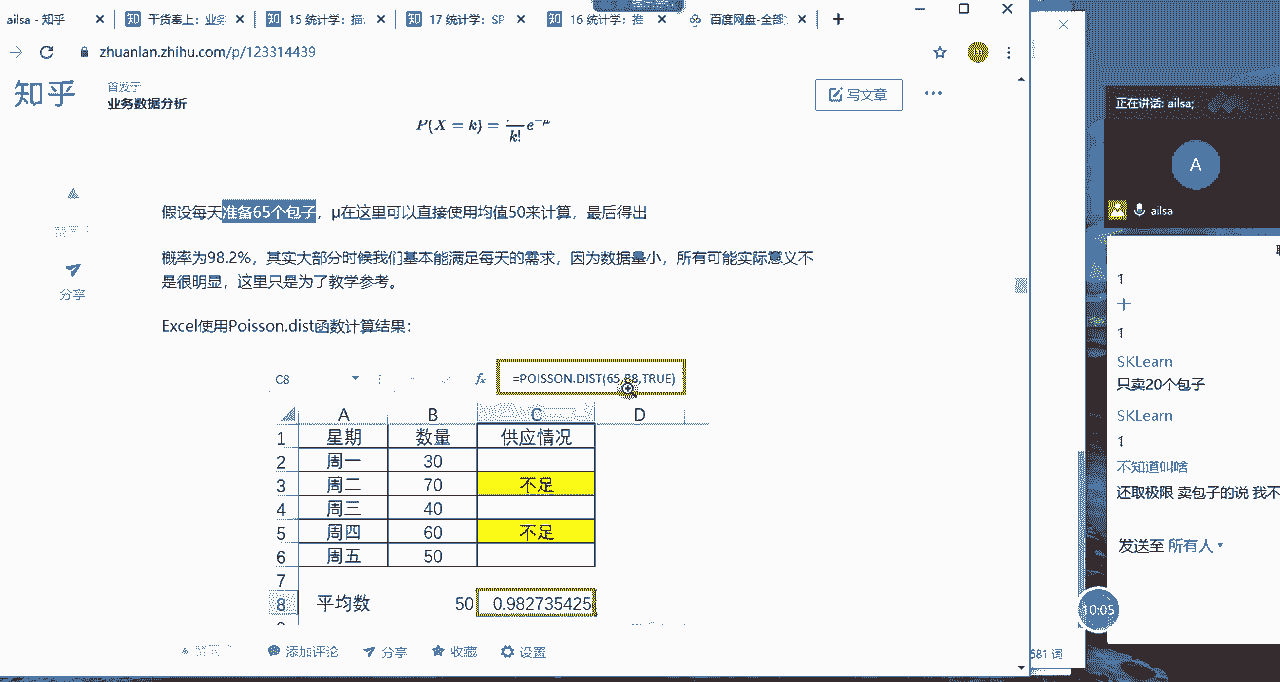 ailsa - 知乎
干货塞上：业务
15 统计学：描
17 统计学：SP
16 统计学：推
百度网盘-全部
zhuanlan.zhihu.com/p/123314439
知乎
首发于
业务数据分析
写文章
假设每天准备65个包子，μ在这里可以直接使用均值50来计算，最后得出
概率为98.2%，其实大部分时候我们基本能满足每天的需求，因为数据量小，所有可能实际意义不
是很明显，这里只是为了教学参考。
分享
Excel使用Poisson.dist函数计算结果：
C8
fx
=POISSON.DIST(65,B8,TRUE)
A B C D
1 星期 数量 供应情况
2 周一 30
3 周二 70 不足
4 周三 40
5 周四 60 不足
6 周五 50
7
8 平均数 50 0.982735425
添加评论 分享 收藏 设置
正在讲话: ailsa;
A
ailsa
1
十
1
SKLearn
只卖20个包子
SKLearn
1
不知道叫啥
还取极限 卖包子的说 我不
发送至 所有人
10:05
581 词